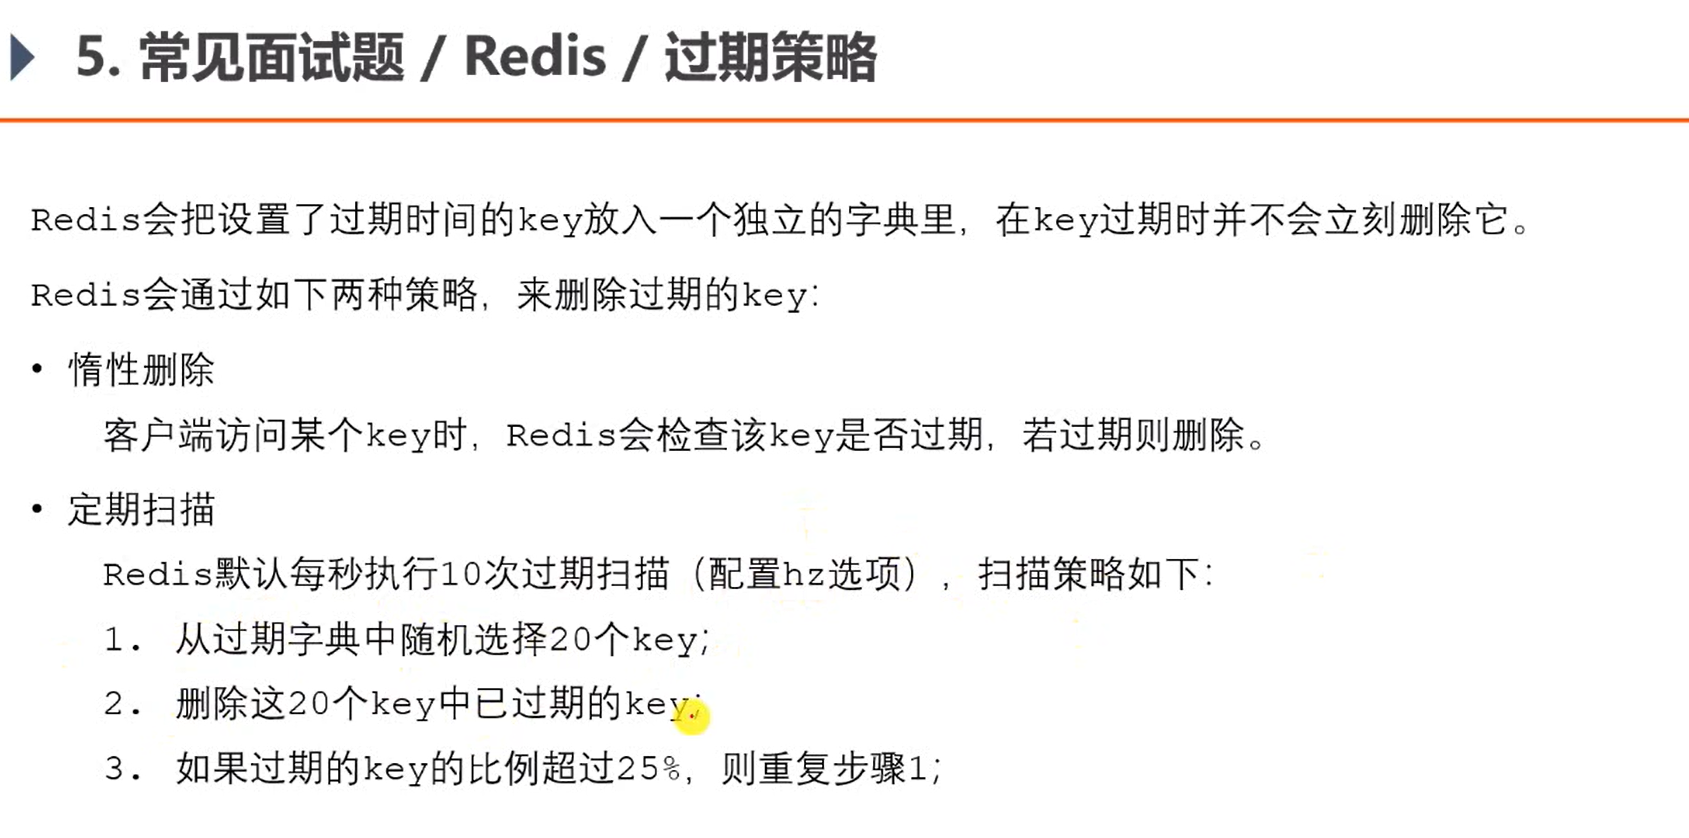 5. 常见面试题 / Redis / 过期策略
Redis会把设置了过期时间的key放入一个独立的字典里，在key过期时并不会立刻删除它。
Redis会通过如下两种策略，来删除过期的key：
• 惰性删除
客户端访问某个key时，Redis会检查该key是否过期，若过期则删除。
• 定期扫描
Redis默认每秒执行10次过期扫描（配置hz选项），扫描策略如下：
1. 从过期字典中随机选择20个key；
2. 删除这20个key中已过期的key；
3. 如果过期的key的比例超过25%，则重复步骤1；